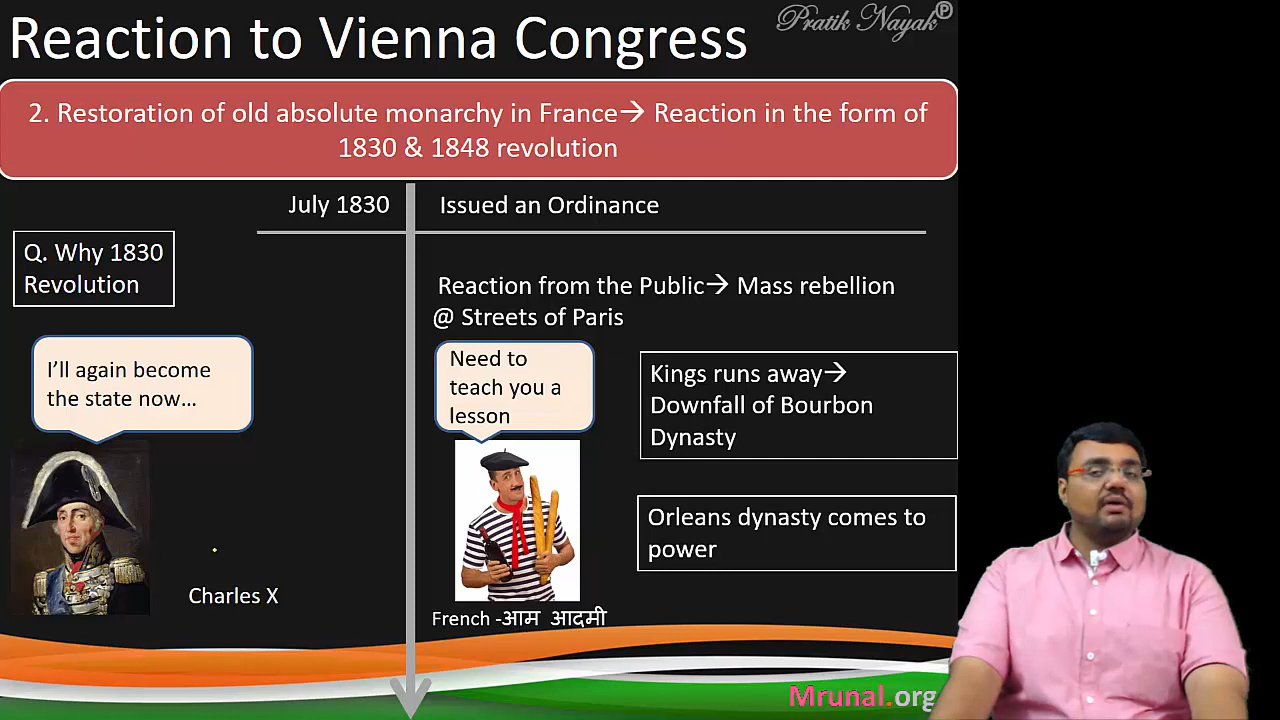 Reaction to Vienna Congress
Pratik Nayak
2. Restoration of old absolute monarchy in France→ Reaction in the form of
1830 & 1848 revolution
July 1830
Issued an Ordinance
Q. Why 1830
Revolution
Reaction from the Public→ Mass rebellion
@ Streets of Paris
I’ll again become
the state now…
Need to
teach you a
lesson
Kings runs away→
Downfall of Bourbon
Dynasty
Orleans dynasty comes to
power
Charles X
French -आम आदमी
Mrunal.org